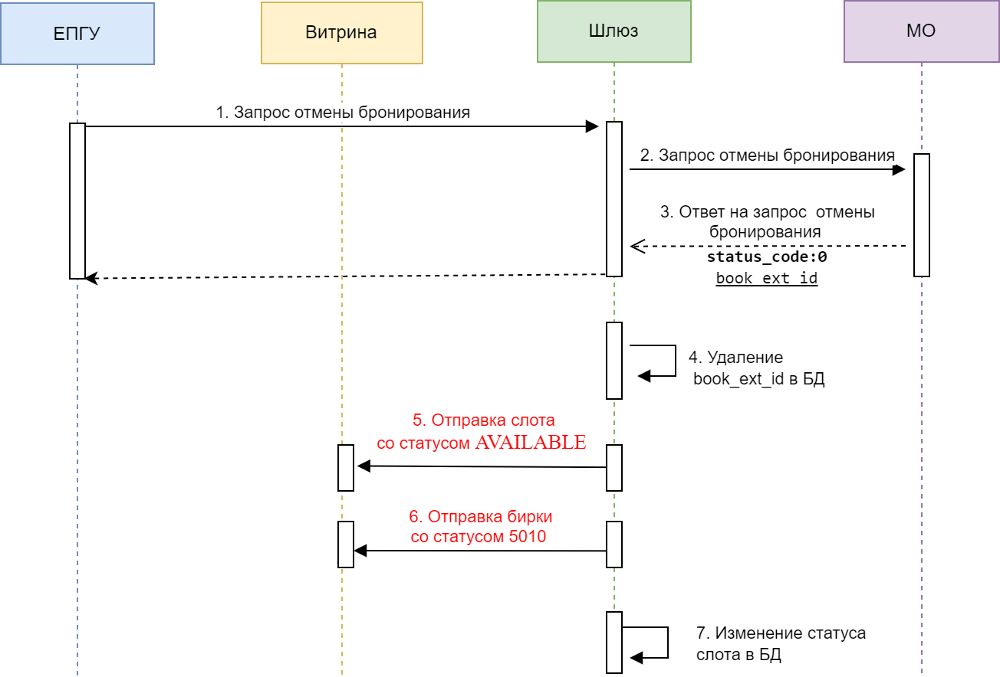 ЕПГУ
Витрина
Шлюз
МО
1. Запрос отмены бронирования
2. Запрос отмены бронирования
3. Ответ на запрос отмены
бронирования
status_code:0
book_ext_id
4. Удаление
book_ext_id в БД
5. Отправка слота
со статусом AVAILABLE
6. Отправка бирки
со статусом 5010
7. Изменение статуса
слота в БД